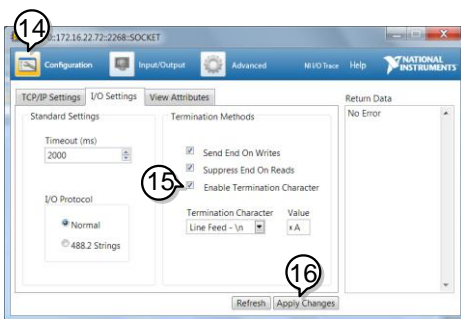 14
::172.16.22.72::2268::SOCKET
Configuration Input/Output Advanced NI I/O Trace Help NATIONAL INSTRUMENTS
TCP/IP Settings I/O Settings View Attributes Return Data
Standard Settings Termination Methods No Error
Timeout (ms)
2000 Send End On Writes
Suppress End On Reads
15 Enable Termination Character
I/O Protocol
Termination Character Value
Normal Line Feed - \n xA
488.2 Strings
16
Refresh Apply Changes